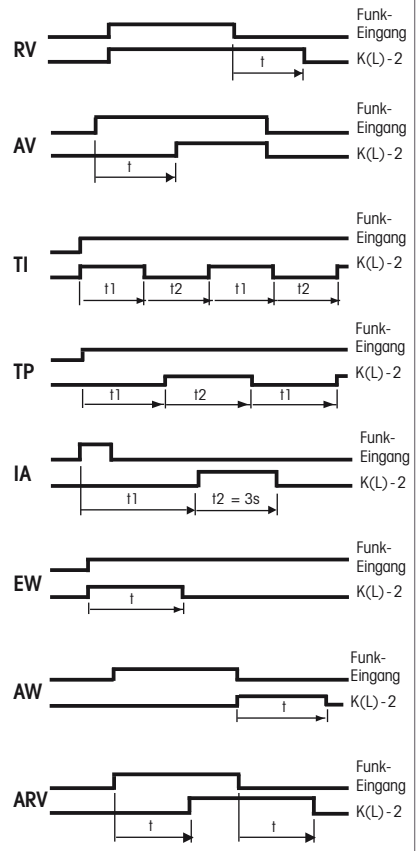 Funk-
Eingang
RV
K(L)-2
t
Funk-
Eingang
AV
K(L)-2
t
Funk-
Eingang
TI
K(L)-2
t1 t2 t1 t2
Funk-
Eingang
TP
K(L)-2
t1 t2 t1
Funk-
Eingang
IA
K(L)-2
t1 t2 = 3s
Funk-
Eingang
EW
K(L)-2
t
Funk-
Eingang
AW
K(L)-2
t
Funk-
Eingang
ARV
K(L)-2
t t